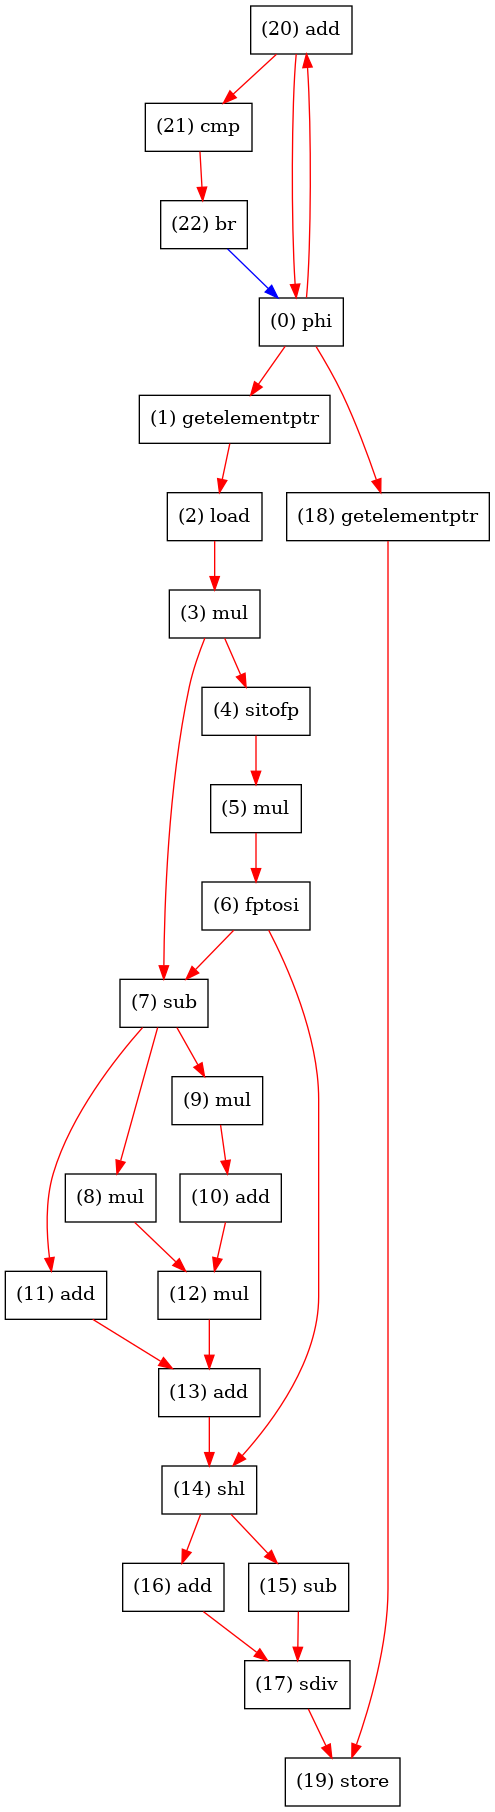 (20) add
(21) cmp
(22) br
(0) phi
(1) getelementptr
(2) load
(18) getelementptr
(3) mul
(4) sitofp
(5) mul
(6) fptosi
(7) sub
(9) mul
(8) mul
(10) add
(11) add
(12) mul
(13) add
(14) shl
(16) add
(15) sub
(17) sdiv
(19) store